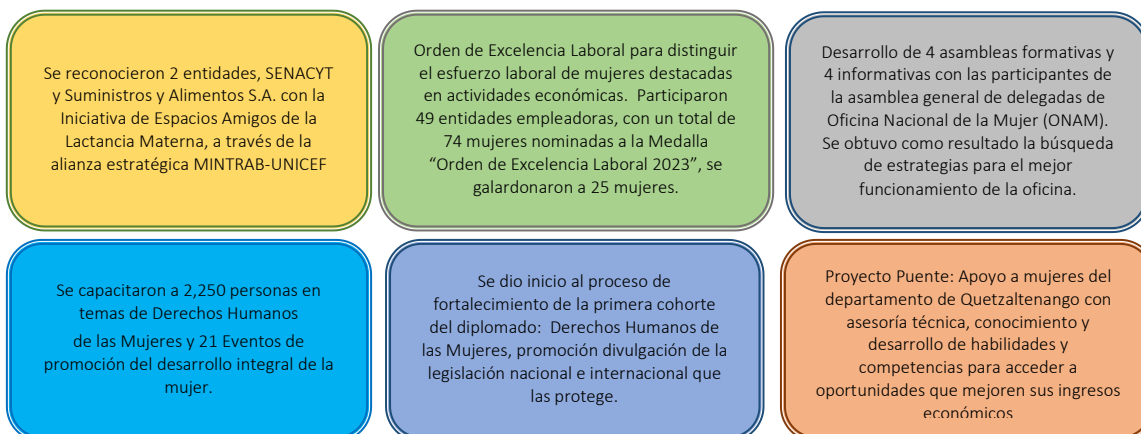 Se reconocieron 2 entidades, SENACYT
y Suministros y Alimentos S.A. con la
Iniciativa de Espacios Amigos de la
Lactancia Materna, a través de la
alianza estratégica MINTRAB-UNICEF
Orden de Excelencia Laboral para distinguir
el esfuerzo laboral de mujeres destacadas
en actividades económicas. Participaron
49 entidades empleadoras, con un total de
74 mujeres nominadas a la Medalla
“Orden de Excelencia Laboral 2023”, se
galardonaron a 25 mujeres.
Desarrollo de 4 asambleas formativas y
4 informativas con las participantes de
la asamblea general de delegadas de
Oficina Nacional de la Mujer (ONAM).
Se obtuvo como resultado la búsqueda
de estrategias para el mejor
funcionamiento de la oficina.
Se capacitaron a 2,250 personas en
temas de Derechos Humanos
de las Mujeres y 21 Eventos de
promoción del desarrollo integral de la
mujer.
Se dio inicio al proceso de
fortalecimiento de la primera cohorte
del diplomado: Derechos Humanos de
las Mujeres, promoción divulgación de la
legislación nacional e internacional que
las protege.
Proyecto Puente: Apoyo a mujeres del
departamento de Quetzaltenango con
asesoría técnica, conocimiento y
desarrollo de habilidades y
competencias para acceder a
oportunidades que mejoren sus ingresos
económicos